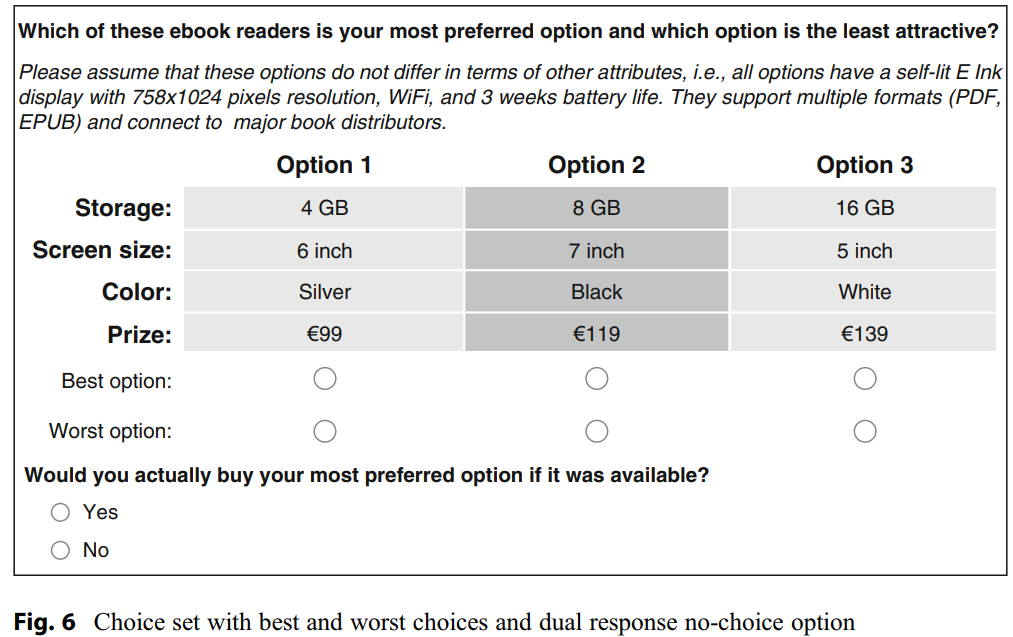 Which of these ebook readers is your most preferred option and which option is the least attractive?
Please assume that these options do not differ in terms of other attributes, i.e., all options have a self-lit E Ink
display with 758x1024 pixels resolution, WiFi, and 3 weeks battery life. They support multiple formats (PDF,
EPUB) and connect to major book distributors.
Option 1 Option 2 Option 3
Storage: 4 GB 8 GB 16 GB
Screen size: 6 inch 7 inch 5 inch
Color: Silver Black White
Prize: €99 €119 €139
Best option:
Worst option:
Would you actually buy your most preferred option if it was available?
Yes
No
Fig. 6 Choice set with best and worst choices and dual response no-choice option